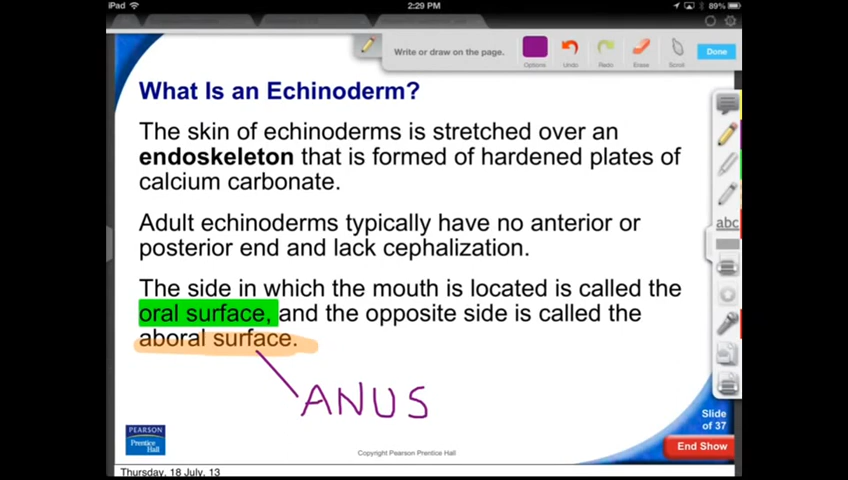 iPad
2:29 PM
89%
Write or draw on the page.
Options
Undo
Redo
Erase
Scroll
Done
What Is an Echinoderm?
The skin of echinoderms is stretched over an
endoskeleton that is formed of hardened plates of
calcium carbonate.
Adult echinoderms typically have no anterior or
posterior end and lack cephalization.
The side in which the mouth is located is called the
oral surface, and the opposite side is called the
aboral surface.
ANUS
abc
PEARSON
Prentice
Hall
Copyright Pearson Prentice Hall
Slide
of 37
End Show
Thursday, 18 July, 13